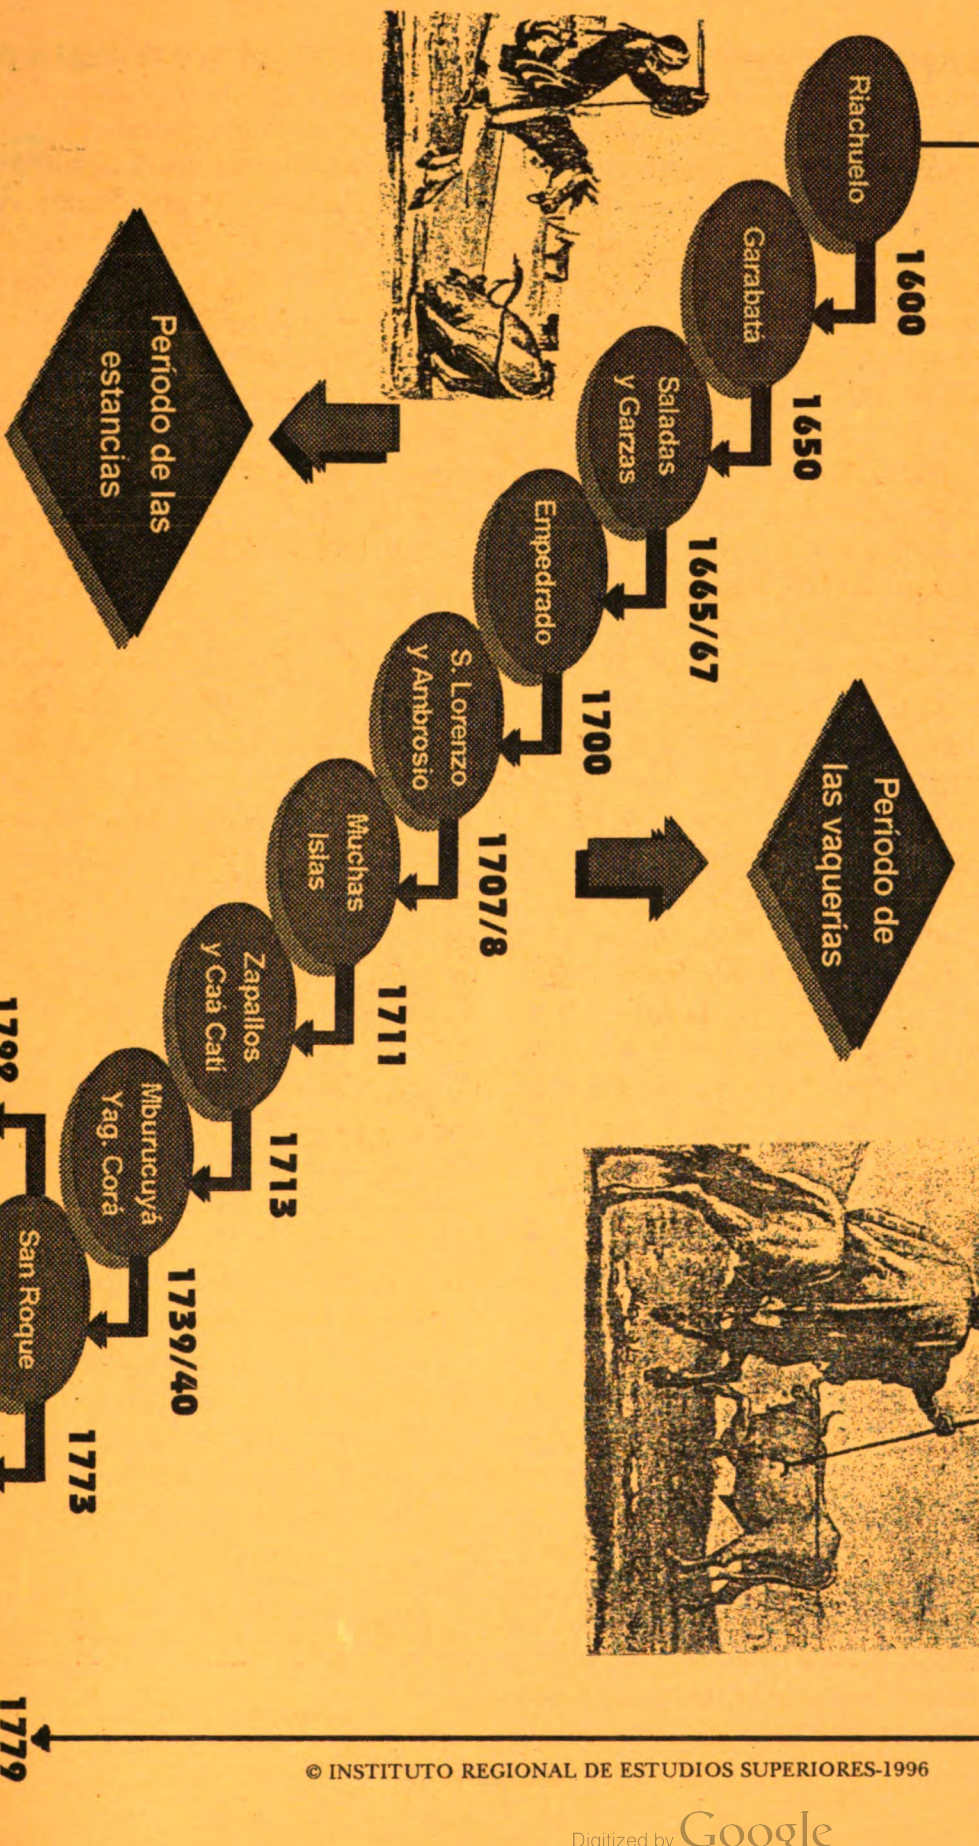 Riachuelo
1600
Garabatá
1650
Saladas
y Garzas
1665/67
Empedrado
1700
S. Lorenzo
y Ambrosio
1707/8
Muchas
Islas
1711
Zapallos
y Caá Catí
1713
Mburucuyá
Yag. Corá
1739/40
San Roque
1773
1799
1779
Período de
las vaquerías
Período de las
estancias
© INSTITUTO REGIONAL DE ESTUDIOS SUPERIORES-1996
Digitized by Google